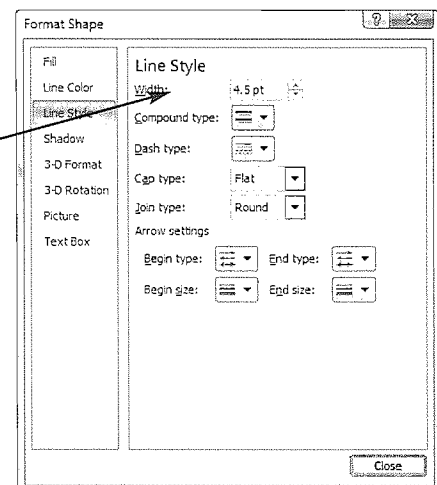 Format Shape
Fill
Line Color
Line Style
Shadow
3-D Format
3-D Rotation
Picture
Text Box
Line Style
Width: 4.5 pt
Compound type:
Dash type:
Cap type: Flat
Join type: Round
Arrow settings
Begin type: End type:
Begin size: End size:
Close